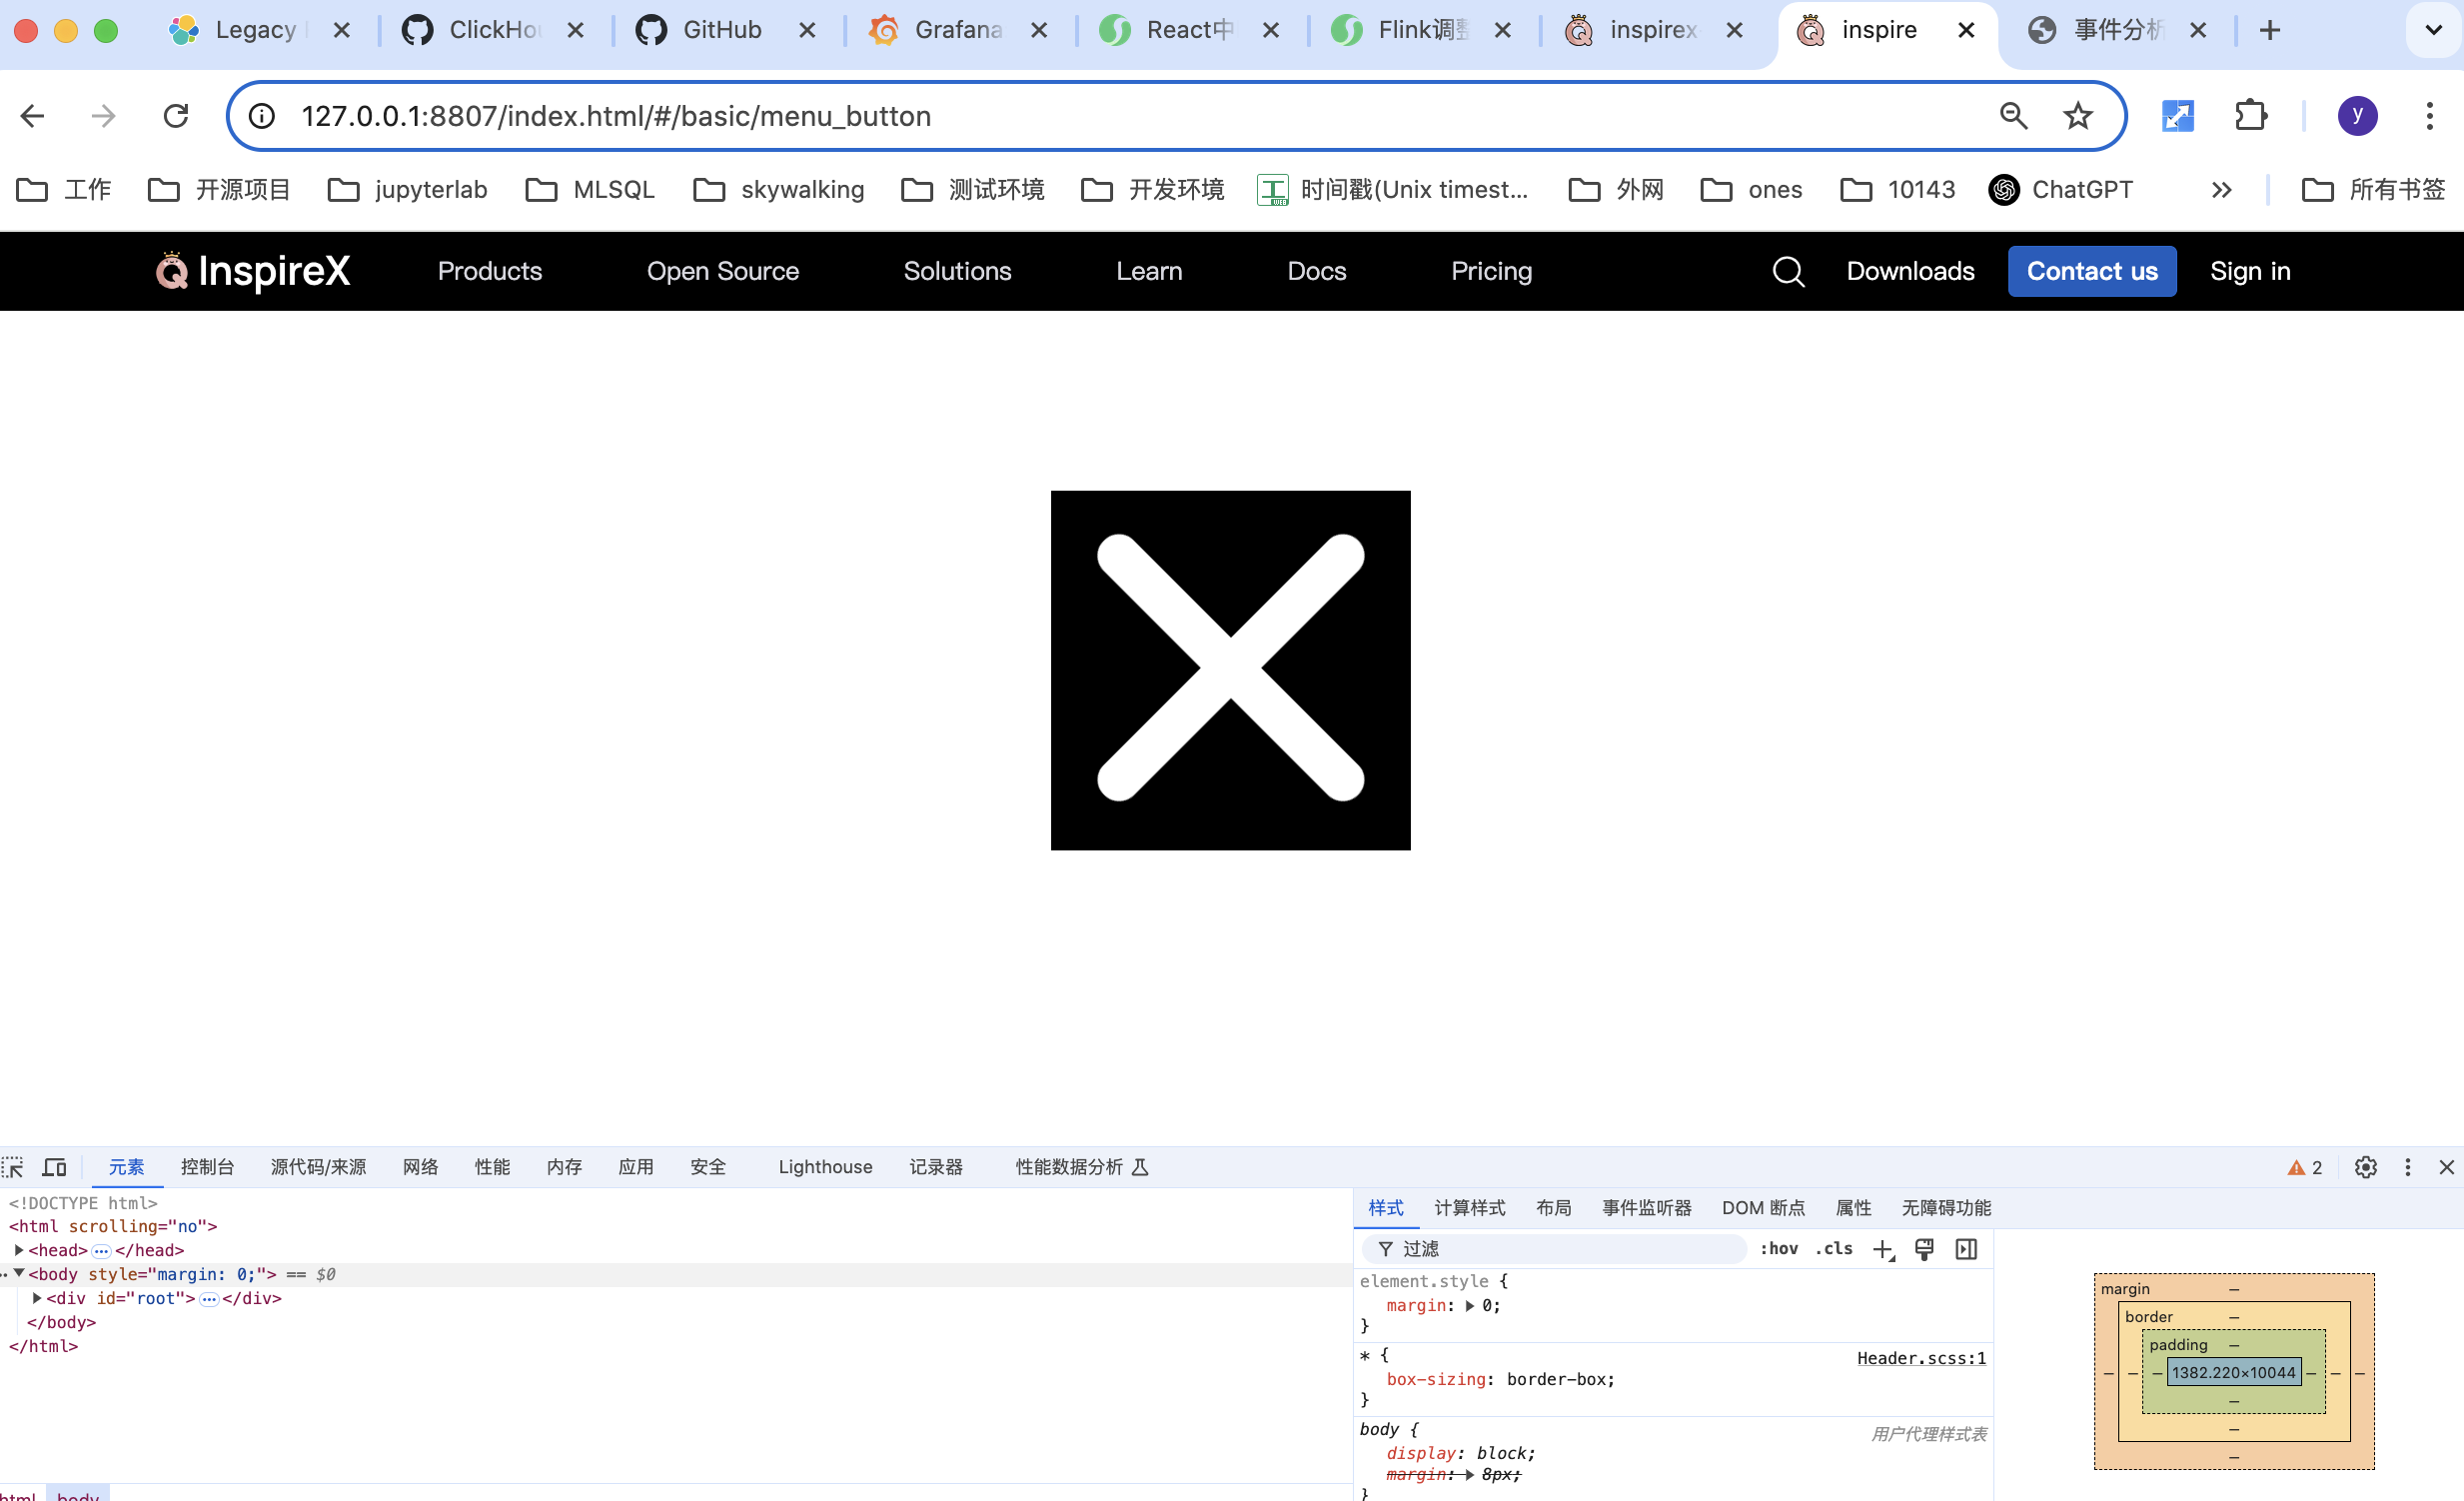 Legacy
ClickHou
GitHub
Grafana
React中
Flink调整
inspirex
inspire
事件分析
127.0.0.1:8807/index.html/#/basic/menu_button
y
工作
开源项目
jupyterlab
MLSQL
skywalking
测试环境
开发环境
时间戳(Unix timest...
外网
ones
10143
ChatGPT
所有书签
InspireX
Products
Open Source
Solutions
Learn
Docs
Pricing
Downloads
Contact us
Sign in
元素
控制台
源代码/来源
网络
性能
内存
应用
安全
Lighthouse
记录器
性能数据分析
2
<!DOCTYPE html>
<html scrolling="no">
<head> ••• </head>
<body style="margin: 0;"> == $0
<div id="root"> ••• </div>
</body>
</html>
html body
样式
计算样式
布局
事件监听器
DOM 断点
属性
无障碍功能
过滤
:hov
.cls
element.style {
margin: 0;
}
* {
Header.scss:1
box-sizing: border-box;
}
body {
用户代理样式表
display: block;
margin: 8px;
}
margin –
border –
padding –
– – – 1382.220×10044 – – –
–
–
–